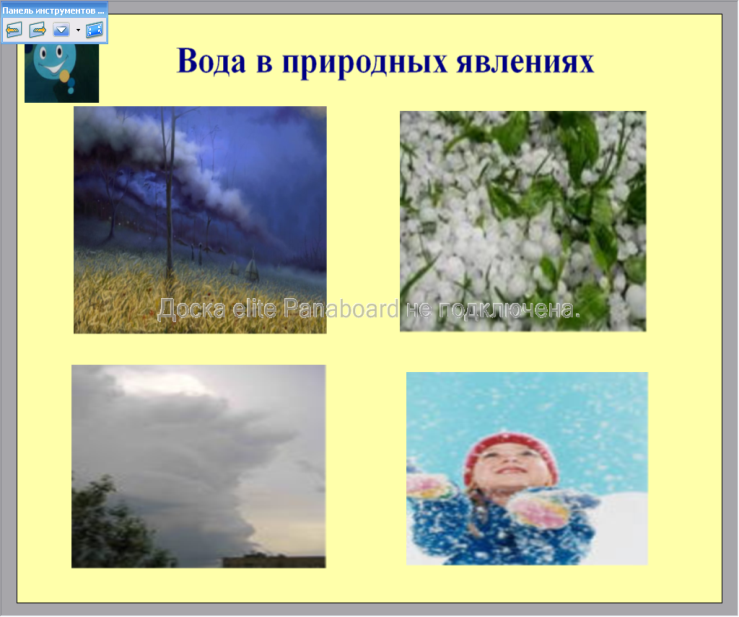 Панель инструментов ...
Вода в природных явлениях
Доска elite Panaboard не подключена.